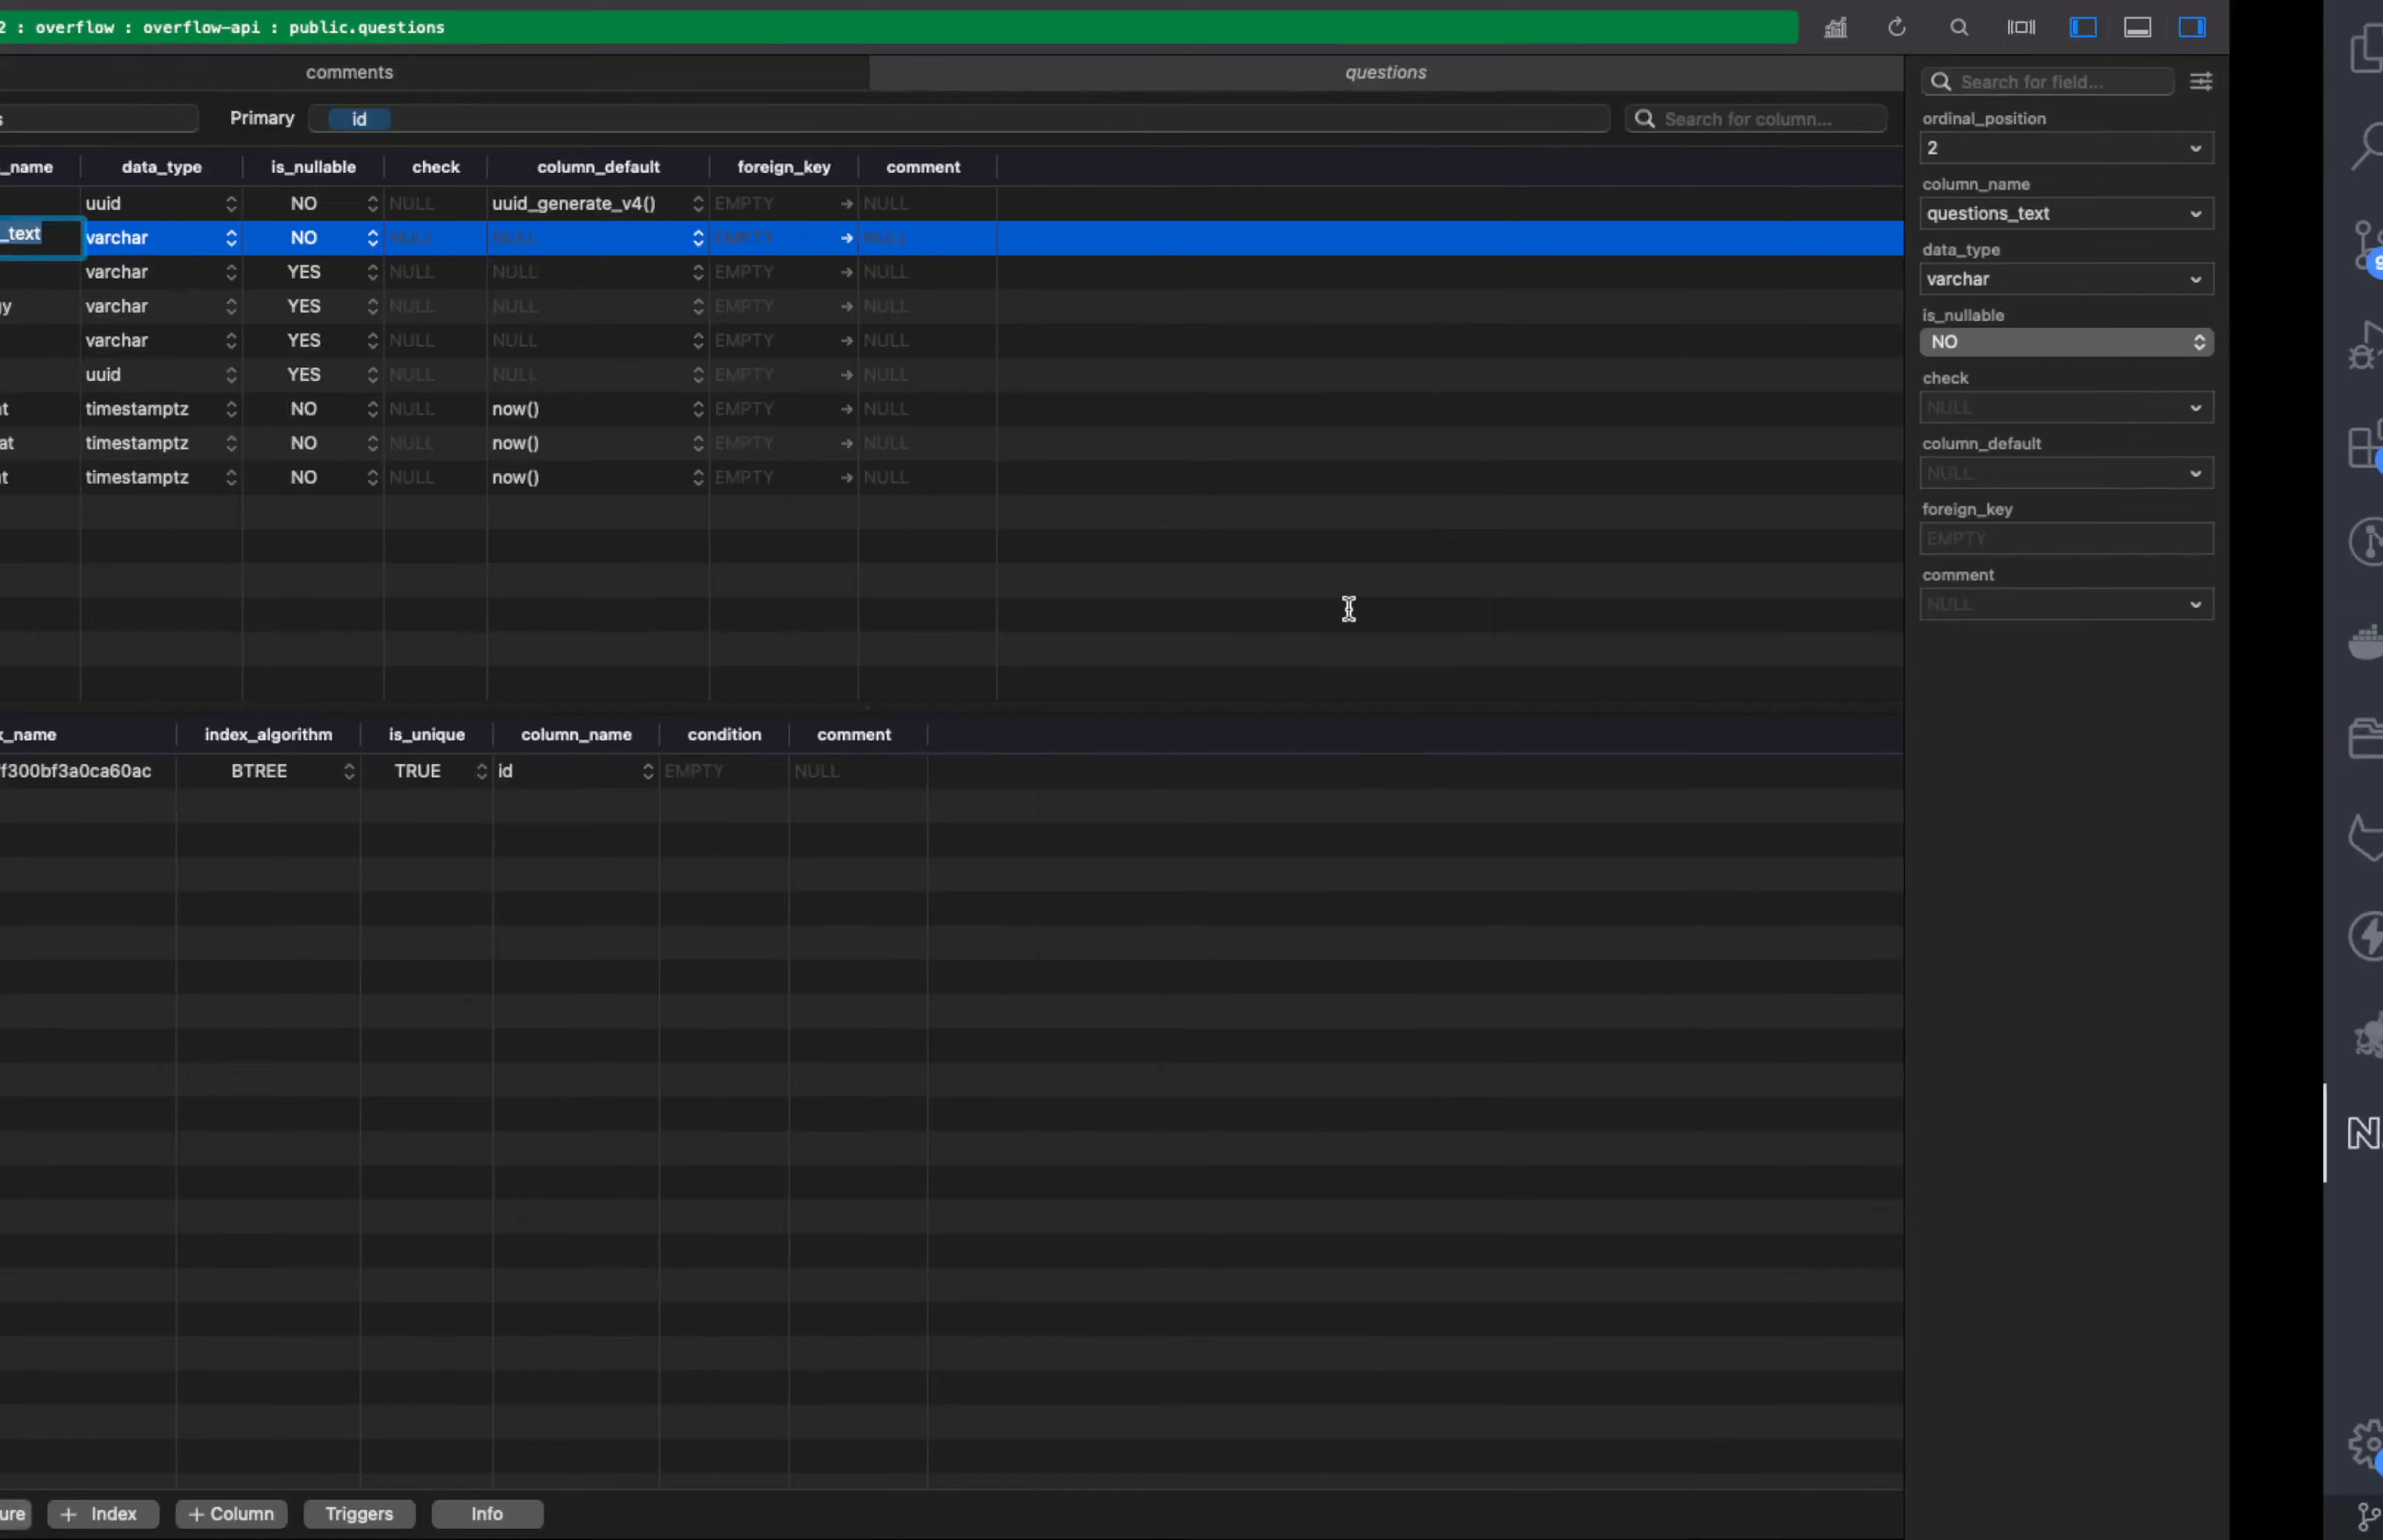 2 : overflow : overflow-api : public.questions
comments
questions
s
Primary
id
Search for column...
_name
data_type
is_nullable
check
column_default
foreign_key
comment
uuid
NO
NULL
uuid_generate_v4()
EMPTY
NULL
_text
varchar
NO
NULL
NULL
EMPTY
NULL
varchar
YES
NULL
NULL
EMPTY
NULL
gy
varchar
YES
NULL
NULL
EMPTY
NULL
varchar
YES
NULL
NULL
EMPTY
NULL
uuid
YES
NULL
NULL
EMPTY
NULL
t
timestamptz
NO
NULL
now()
EMPTY
NULL
at
timestamptz
NO
NULL
now()
EMPTY
NULL
t
timestamptz
NO
NULL
now()
EMPTY
NULL
x_name
index_algorithm
is_unique
column_name
condition
comment
f300bf3a0ca60ac
BTREE
TRUE
id
EMPTY
NULL
ure
+ Index
+ Column
Triggers
Info
Search for field...
ordinal_position
2
column_name
questions_text
data_type
varchar
is_nullable
NO
check
NULL
column_default
NULL
foreign_key
EMPTY
comment
NULL
9
N